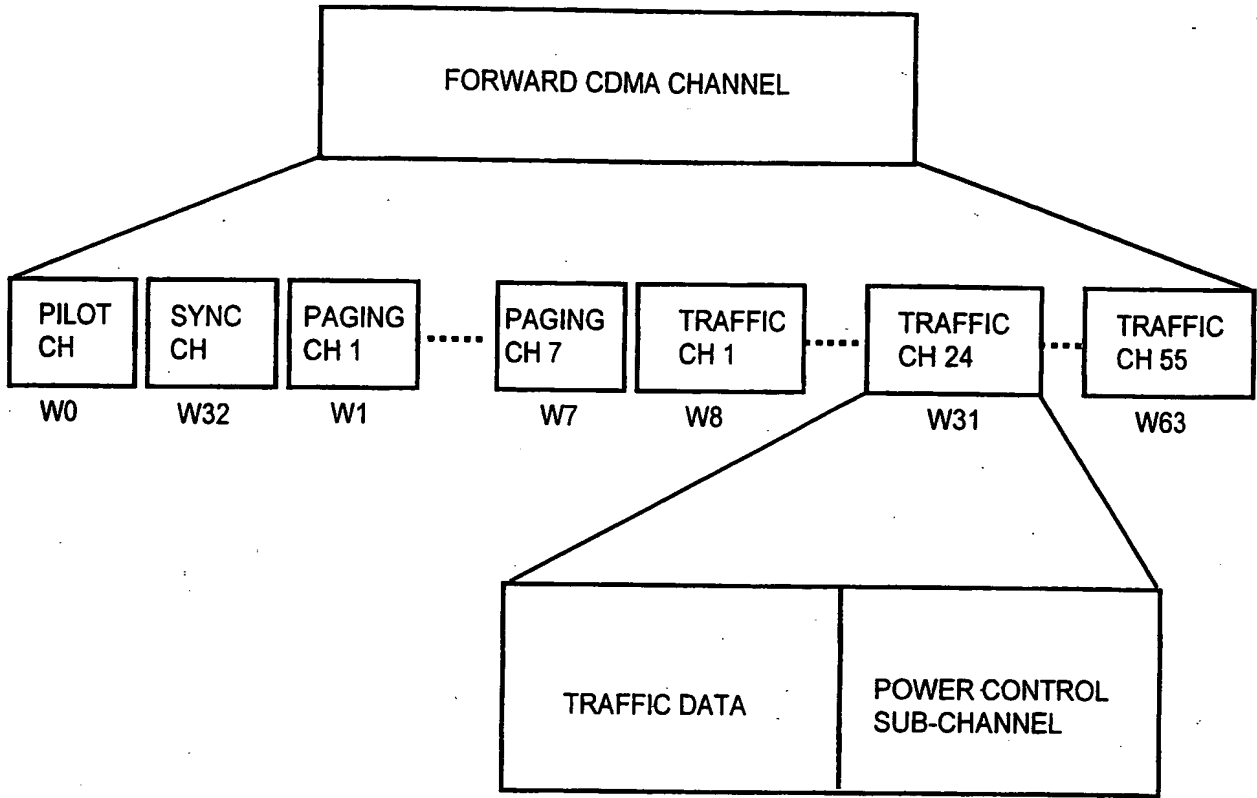 FORWARD CDMA CHANNEL
PILOT
CH
SYNC
CH
PAGING
CH 1
PAGING
CH 7
TRAFFIC
CH 1
TRAFFIC
CH 24
TRAFFIC
CH 55
W0
W32
W1
W7
W8
W31
W63
TRAFFIC DATA
POWER CONTROL
SUB-CHANNEL